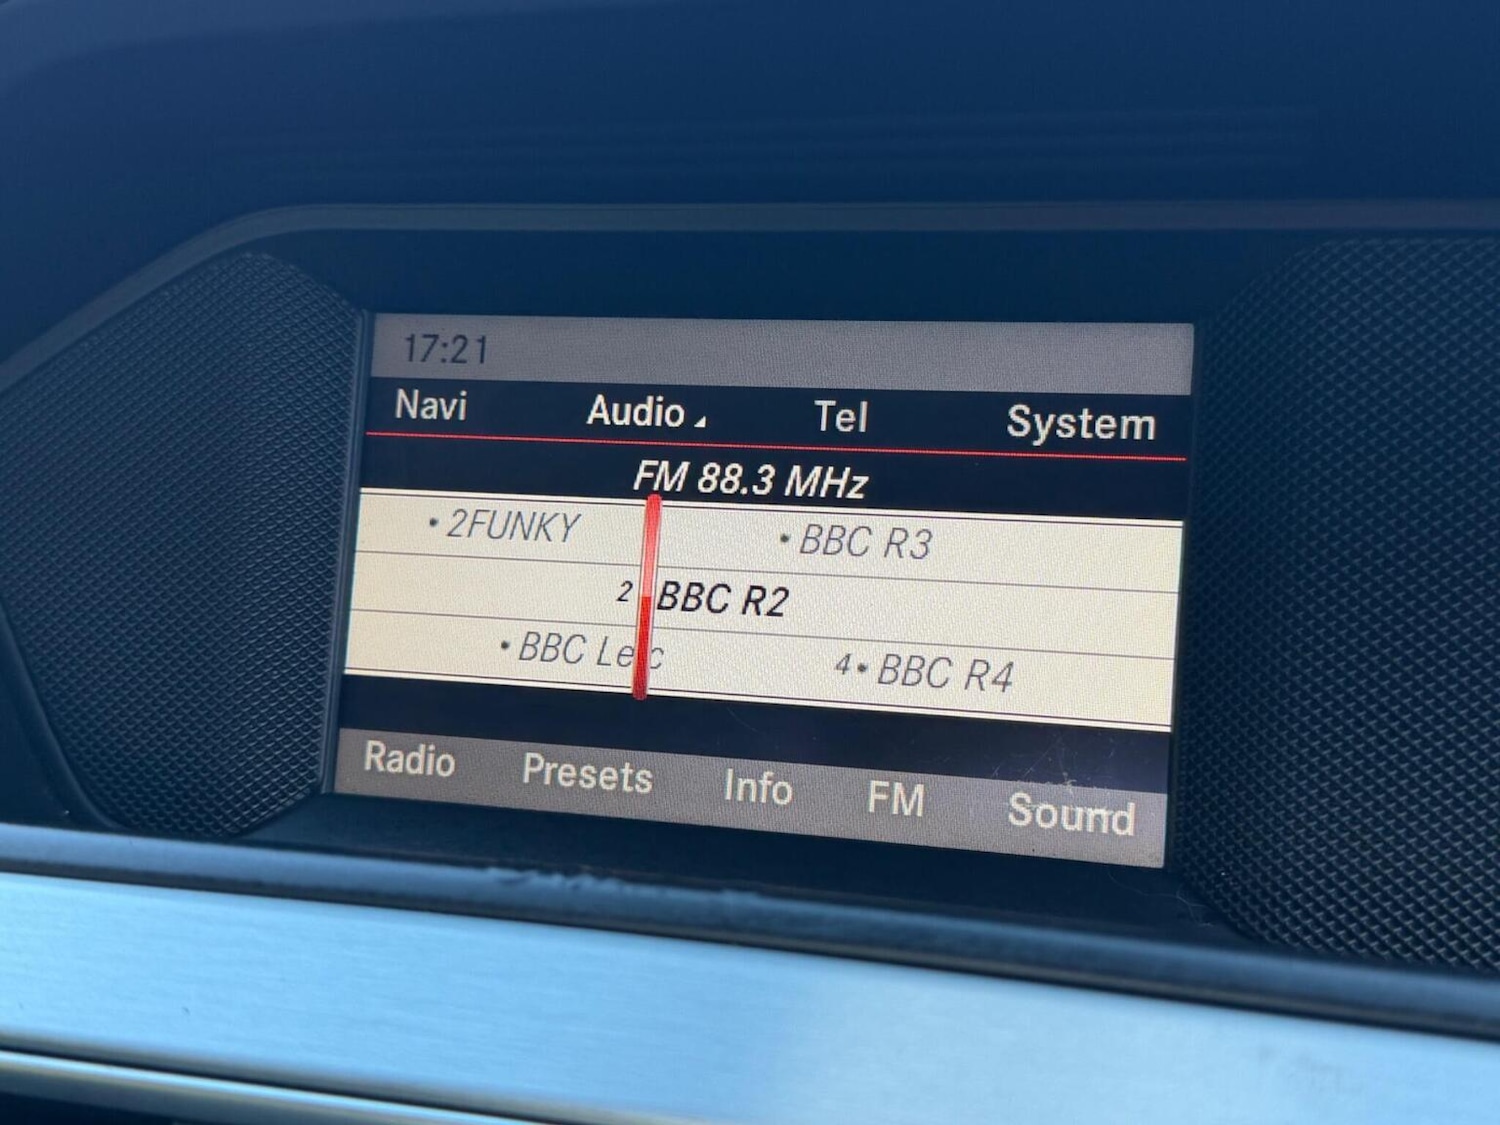 17:21
Navi Audio Tel System
FM 88.3 MHz
• 2FUNKY • BBC R3
2 BBC R2
• BBC 4• BBC R4
Radio Presets Info FM Sound